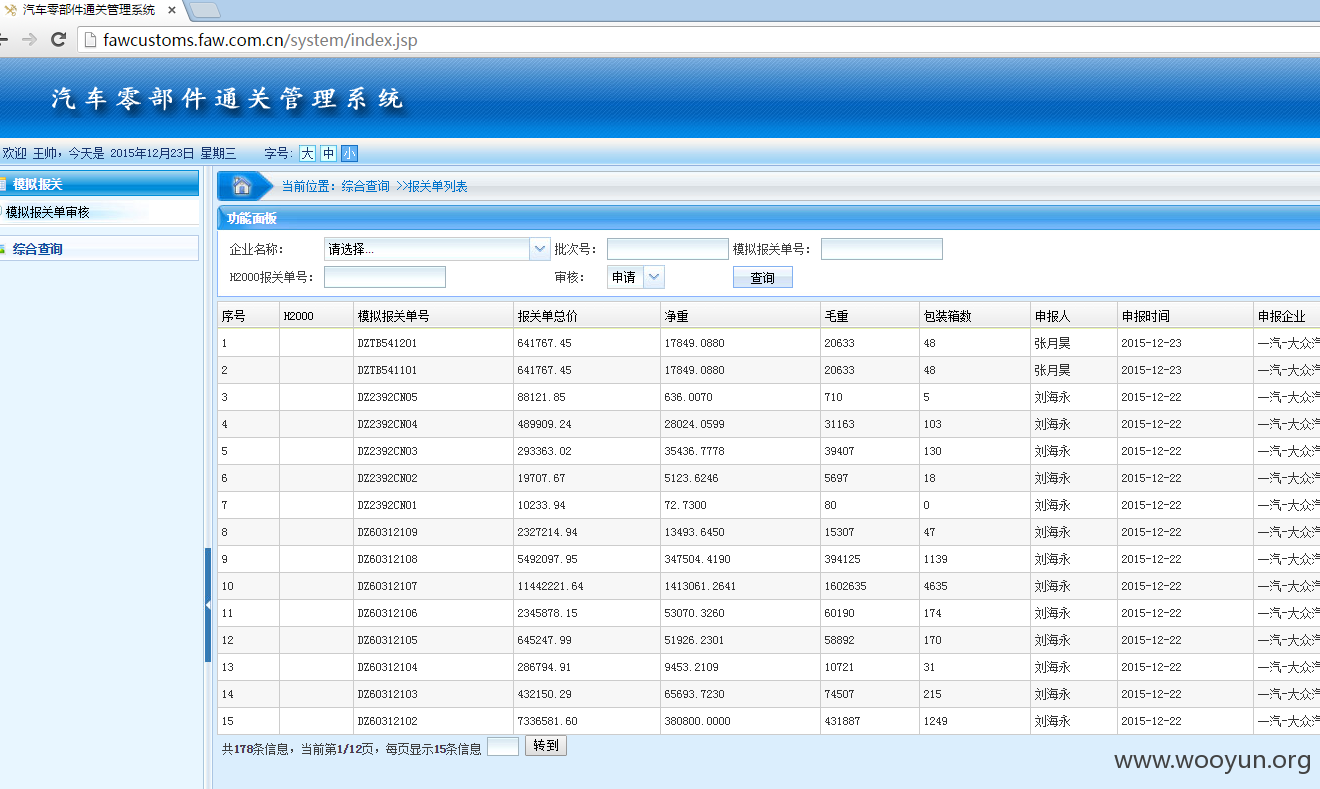 汽车零部件通关管理系统
fawcustoms.faw.com.cn/system/index.jsp
汽车零部件通关管理系统
欢迎 王帅，今天是 2015年12月23日 星期三 字号: 大 中 小
模拟报关
模拟报关单审核
综合查询
当前位置：综合查询 >>报关单列表
功能面板
企业名称： 请选择... 批次号： 模拟报关单号：
H2000报关单号： 审核： 申请 查询
序号 H2000 模拟报关单号 报关单总价 净重 毛重 包装箱数 申报人 申报时间 申报企业
1 DZTB541201 641767.45 17849.0880 20633 48 张月昊 2015-12-23 一汽-大众汽
2 DZTB541101 641767.45 17849.0880 20633 48 张月昊 2015-12-23 一汽-大众汽
3 DZ2392CN05 88121.85 636.0070 710 5 刘海永 2015-12-22 一汽-大众汽
4 DZ2392CN04 489909.24 28024.0599 31163 103 刘海永 2015-12-22 一汽-大众汽
5 DZ2392CN03 293363.02 35436.7778 39407 130 刘海永 2015-12-22 一汽-大众汽
6 DZ2392CN02 19707.67 5123.6246 5697 18 刘海永 2015-12-22 一汽-大众汽
7 DZ2392CN01 10233.94 72.7300 80 0 刘海永 2015-12-22 一汽-大众汽
8 DZ60312109 2327214.94 13493.6450 15307 47 刘海永 2015-12-22 一汽-大众汽
9 DZ60312108 5492097.95 347504.4190 394125 1139 刘海永 2015-12-22 一汽-大众汽
10 DZ60312107 11442221.64 1413061.2641 1602635 4635 刘海永 2015-12-22 一汽-大众汽
11 DZ60312106 2345878.15 53070.3260 60190 174 刘海永 2015-12-22 一汽-大众汽
12 DZ60312105 645247.99 51926.2301 58892 170 刘海永 2015-12-22 一汽-大众汽
13 DZ60312104 286794.91 9453.2109 10721 31 刘海永 2015-12-22 一汽-大众汽
14 DZ60312103 432150.29 65693.7230 74507 215 刘海永 2015-12-22 一汽-大众汽
15 DZ60312102 7336581.60 380800.0000 431887 1249 刘海永 2015-12-22 一汽-大众汽
共178条信息，当前第1/12页，每页显示15条信息 转到
www.wooyun.org